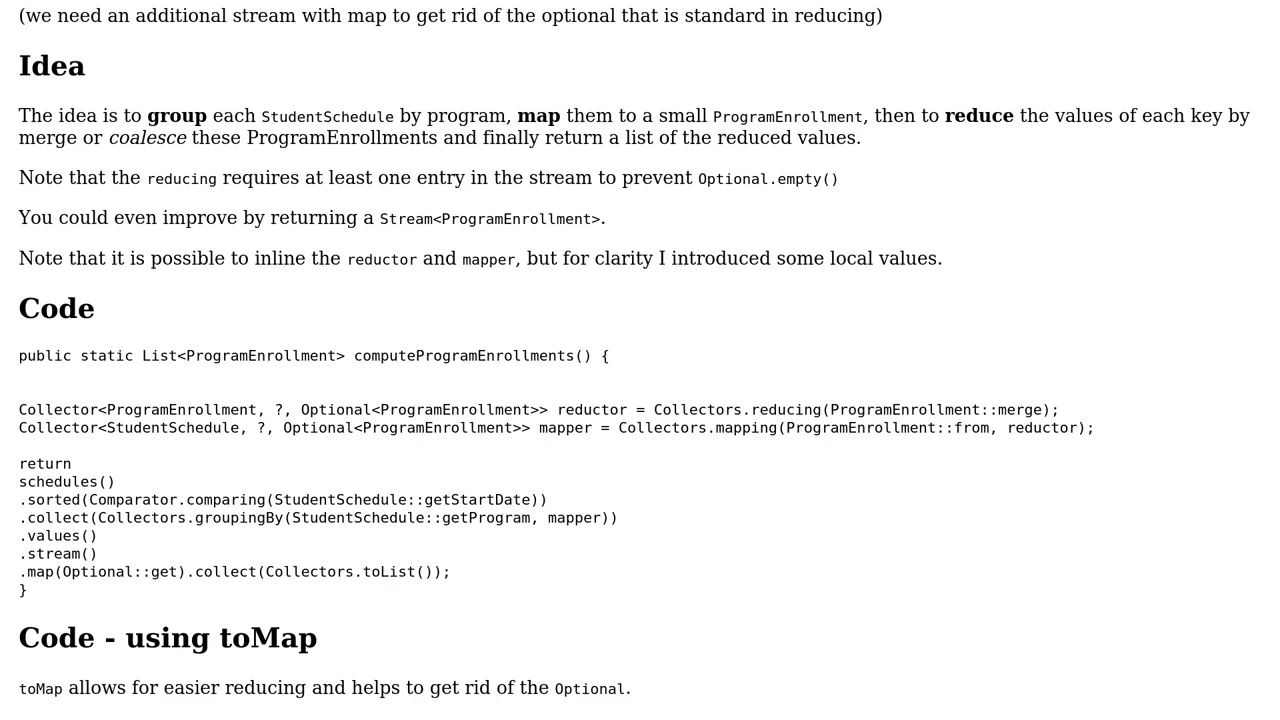 (we need an additional stream with map to get rid of the optional that is standard in reducing)
Idea
The idea is to group each StudentSchedule by program, map them to a small ProgramEnrollment, then to reduce the values of each key by
merge or coalesce these ProgramEnrollments and finally return a list of the reduced values.
Note that the reducing requires at least one entry in the stream to prevent Optional.empty()
You could even improve by returning a Stream<ProgramEnrollment>.
Note that it is possible to inline the reductor and mapper, but for clarity I introduced some local values.
Code
public static List<ProgramEnrollment> computeProgramEnrollments() {
Collector<ProgramEnrollment, ?, Optional<ProgramEnrollment>> reductor = Collectors.reducing(ProgramEnrollment::merge);
Collector<StudentSchedule, ?, Optional<ProgramEnrollment>> mapper = Collectors.mapping(ProgramEnrollment::from, reductor);
return
schedules()
.sorted(Comparator.comparing(StudentSchedule::getStartDate))
.collect(Collectors.groupingBy(StudentSchedule::getProgram, mapper))
.values()
.stream()
.map(Optional::get).collect(Collectors.toList());
}
Code - using toMap
toMap allows for easier reducing and helps to get rid of the Optional.